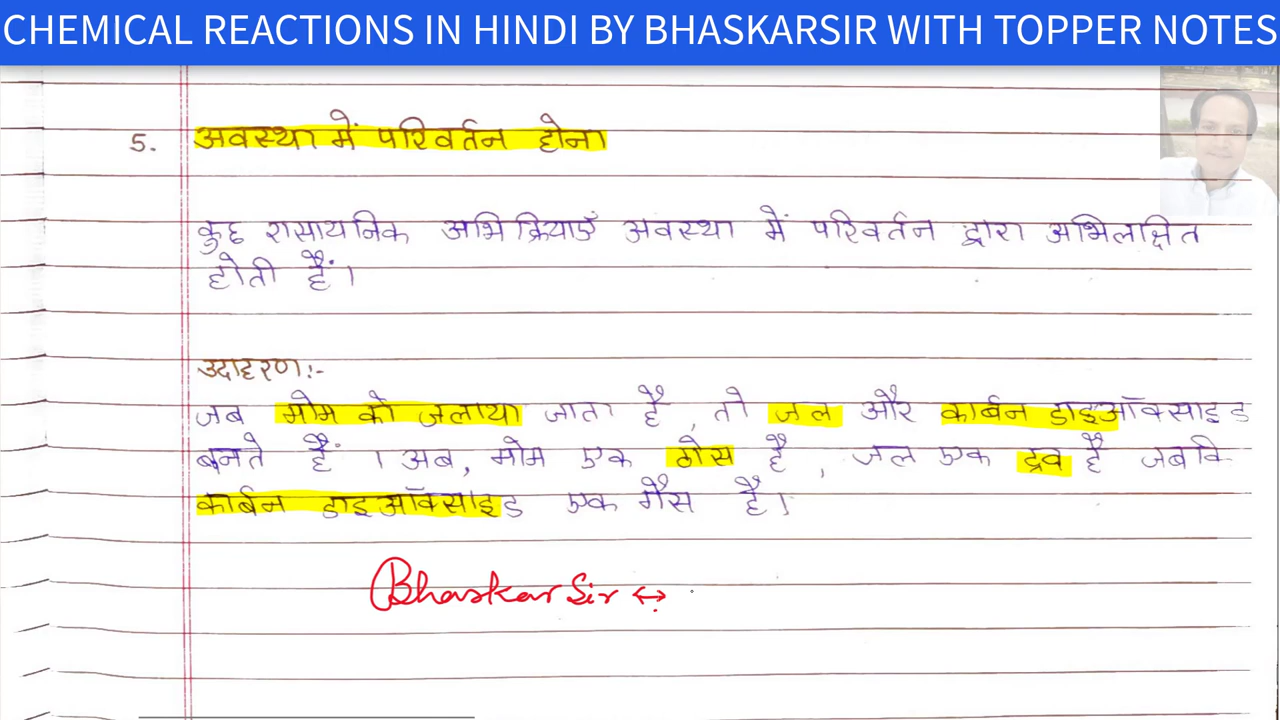 CHEMICAL REACTIONS IN HINDI BY BHASKARSIR WITH TOPPER NOTES
5. अवस्था में परिवर्तन होना
कुछ रासायनिक अभिक्रियाएँ अवस्था में परिवर्तन द्वारा अभिलक्षित
होती हैं।
उदाहरण:-
जब मोम को जलाया जाता है, तो जल और कार्बन डाइऑक्साइड
बनते हैं । अब, मोम एक ठोस है, जल एक द्रव है जबकि
कार्बन डाइऑक्साइड एक गैस है।
Bhaskar Sir ↔